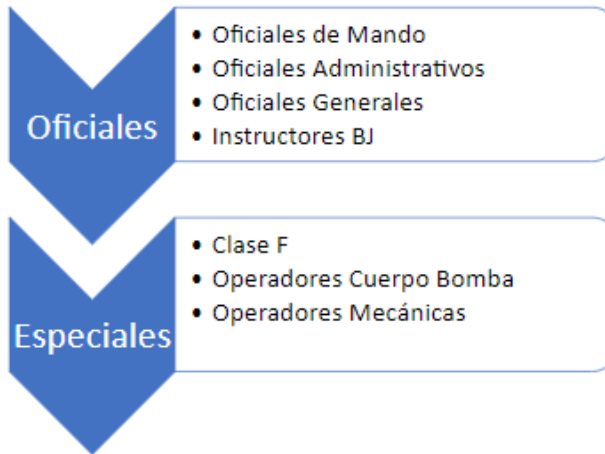 Oficiales
• Oficiales de Mando
• Oficiales Administrativos
• Oficiales Generales
• Instructores BJ
Especiales
• Clase F
• Operadores Cuerpo Bomba
• Operadores Mecánicas